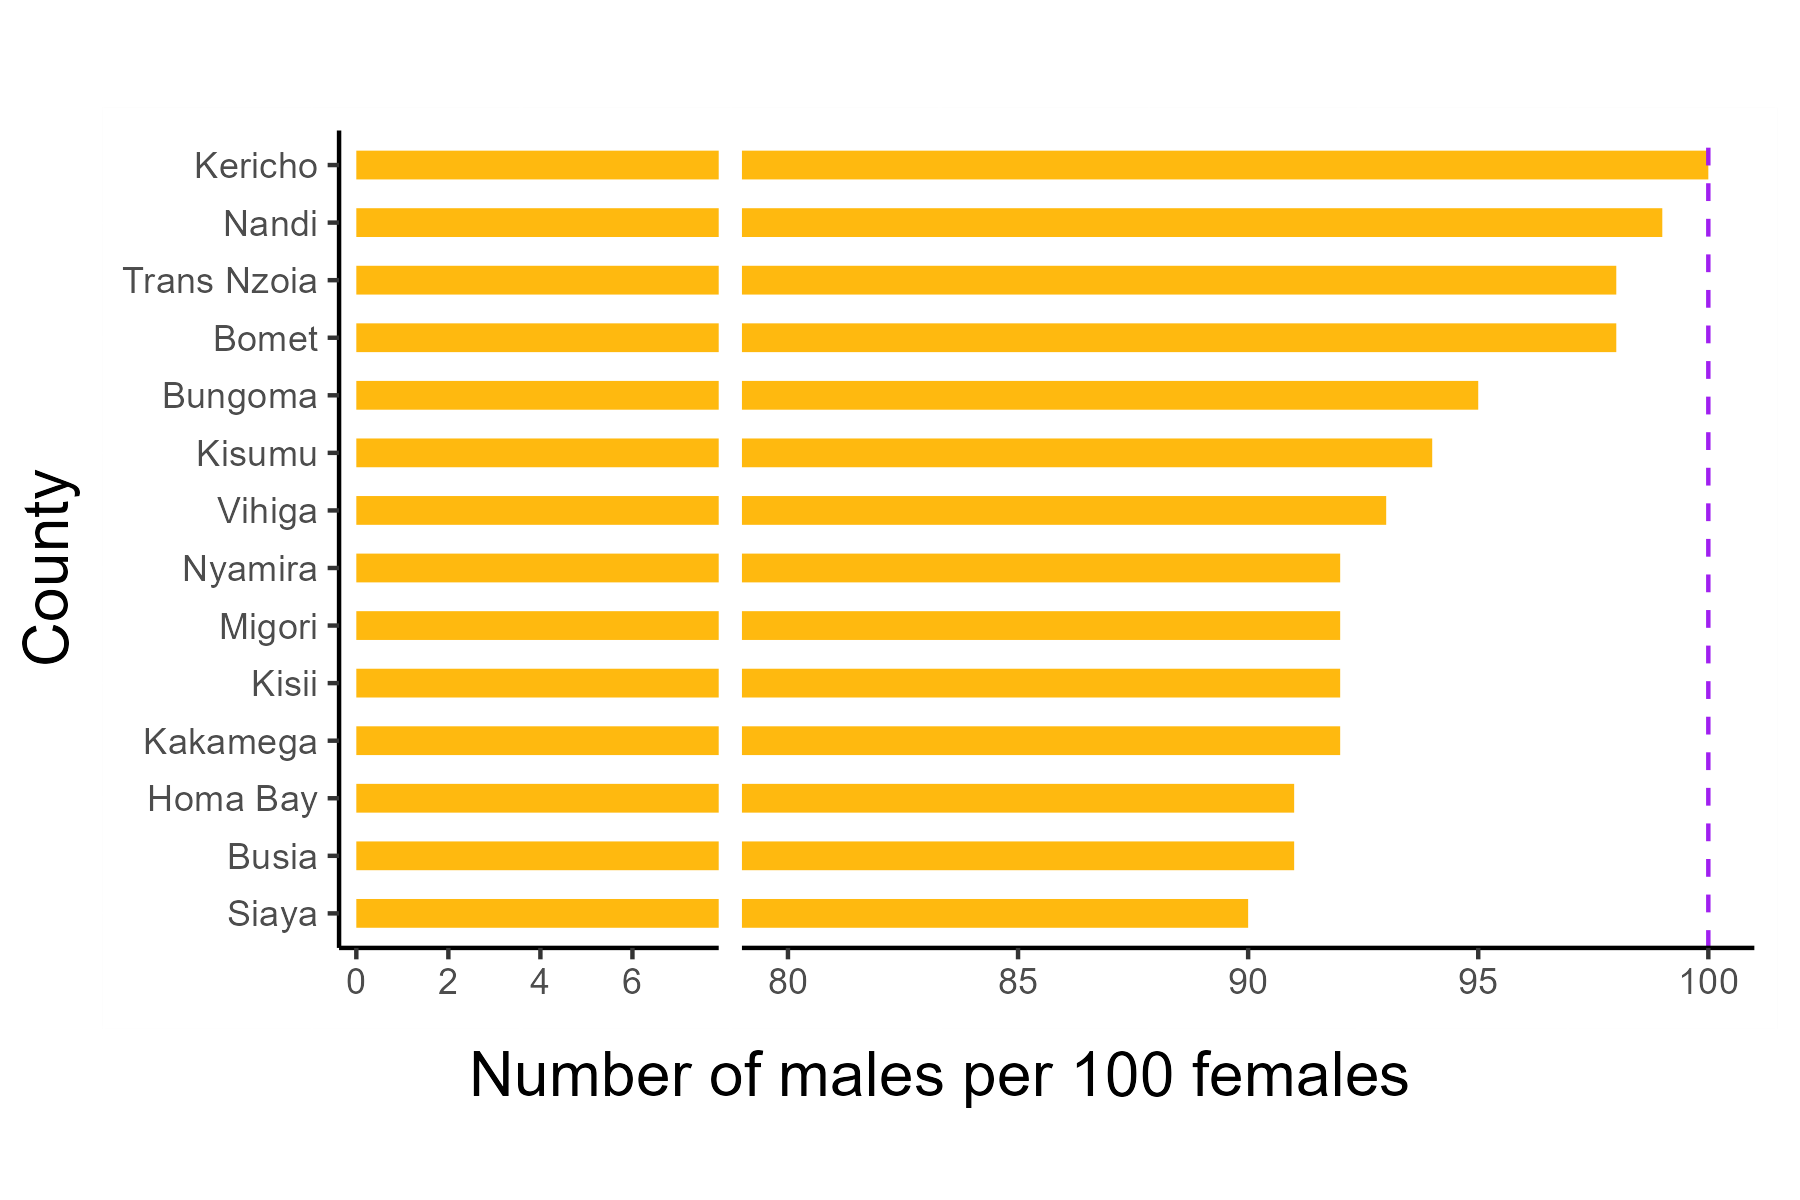 Kericho
Nandi
Trans Nzoia
Bomet
Bungoma
Kisumu
Vihiga
Nyamira
Migori
Kisii
Kakamega
Homa Bay
Busia
Siaya
County
0 2 4 6 80 85 90 95 100
Number of males per 100 females